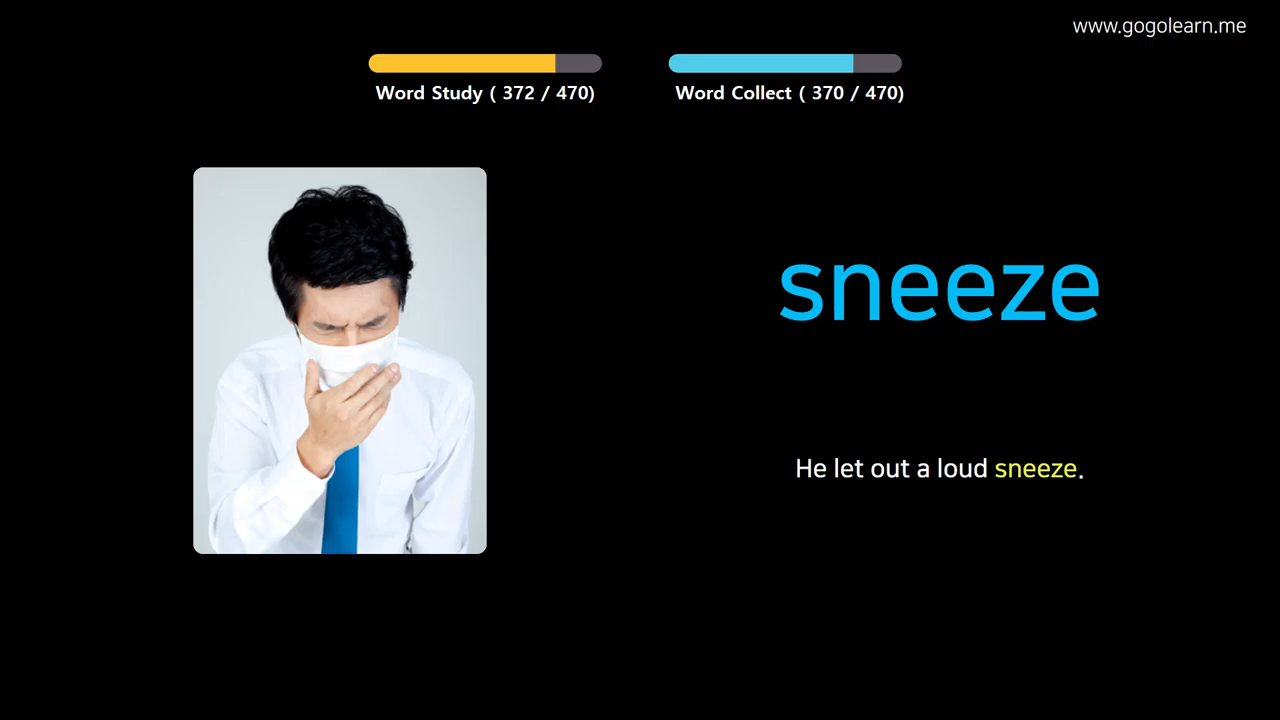 www.gogolearn.me
Word Study ( 372 / 470)
Word Collect ( 370 / 470)
sneeze
He let out a loud sneeze.